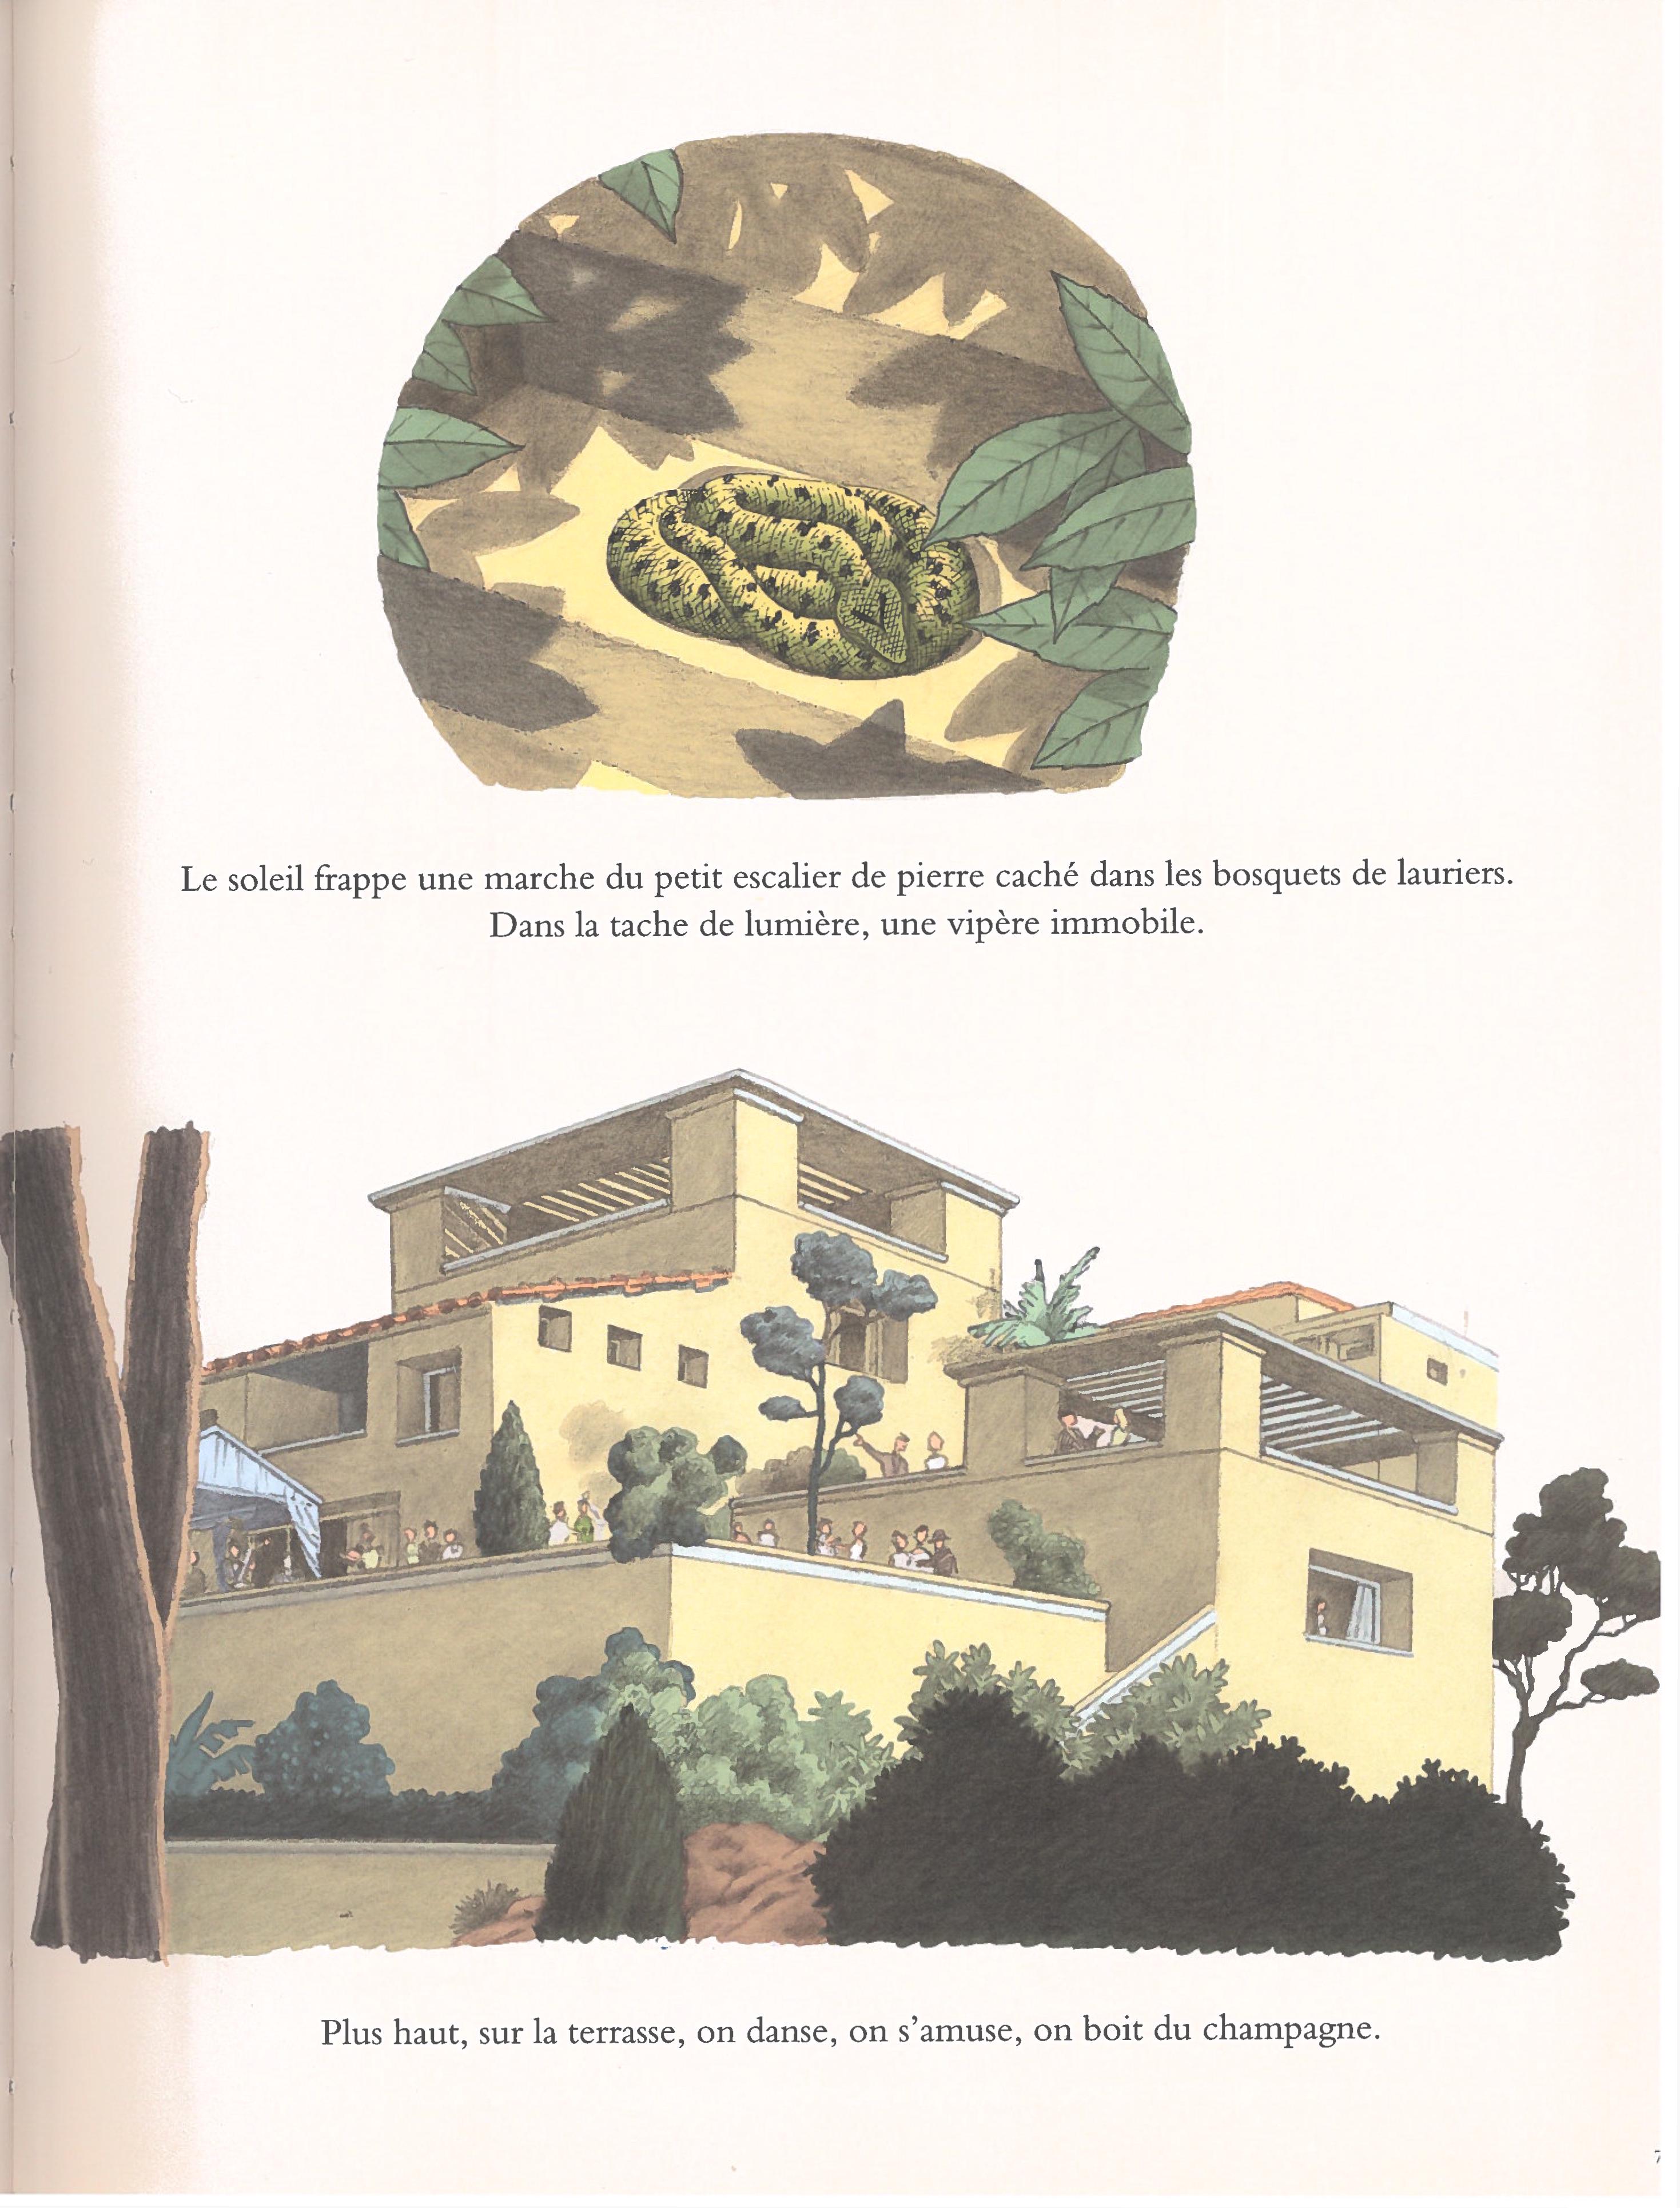 Le soleil frappe une marche du petit escalier de pierre caché dans les bosquets de lauriers.
Dans la tache de lumière, une vipère immobile.
Plus haut, sur la terrasse, on danse, on s'amuse, on boit du champagne.
7